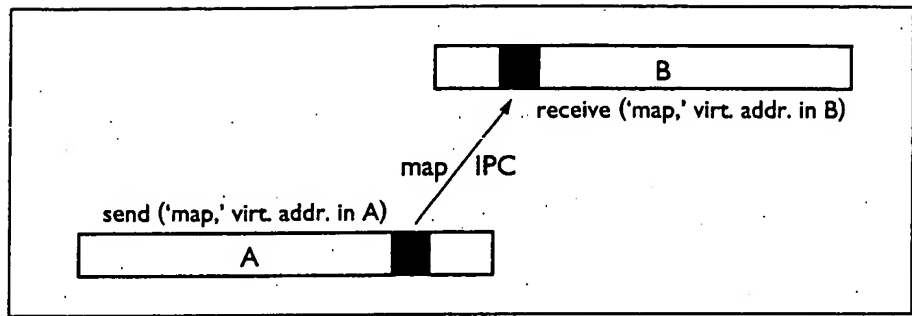 B
receive ('map,' virt. addr. in B)
map IPC
send ('map,' virt. addr. in A)
A